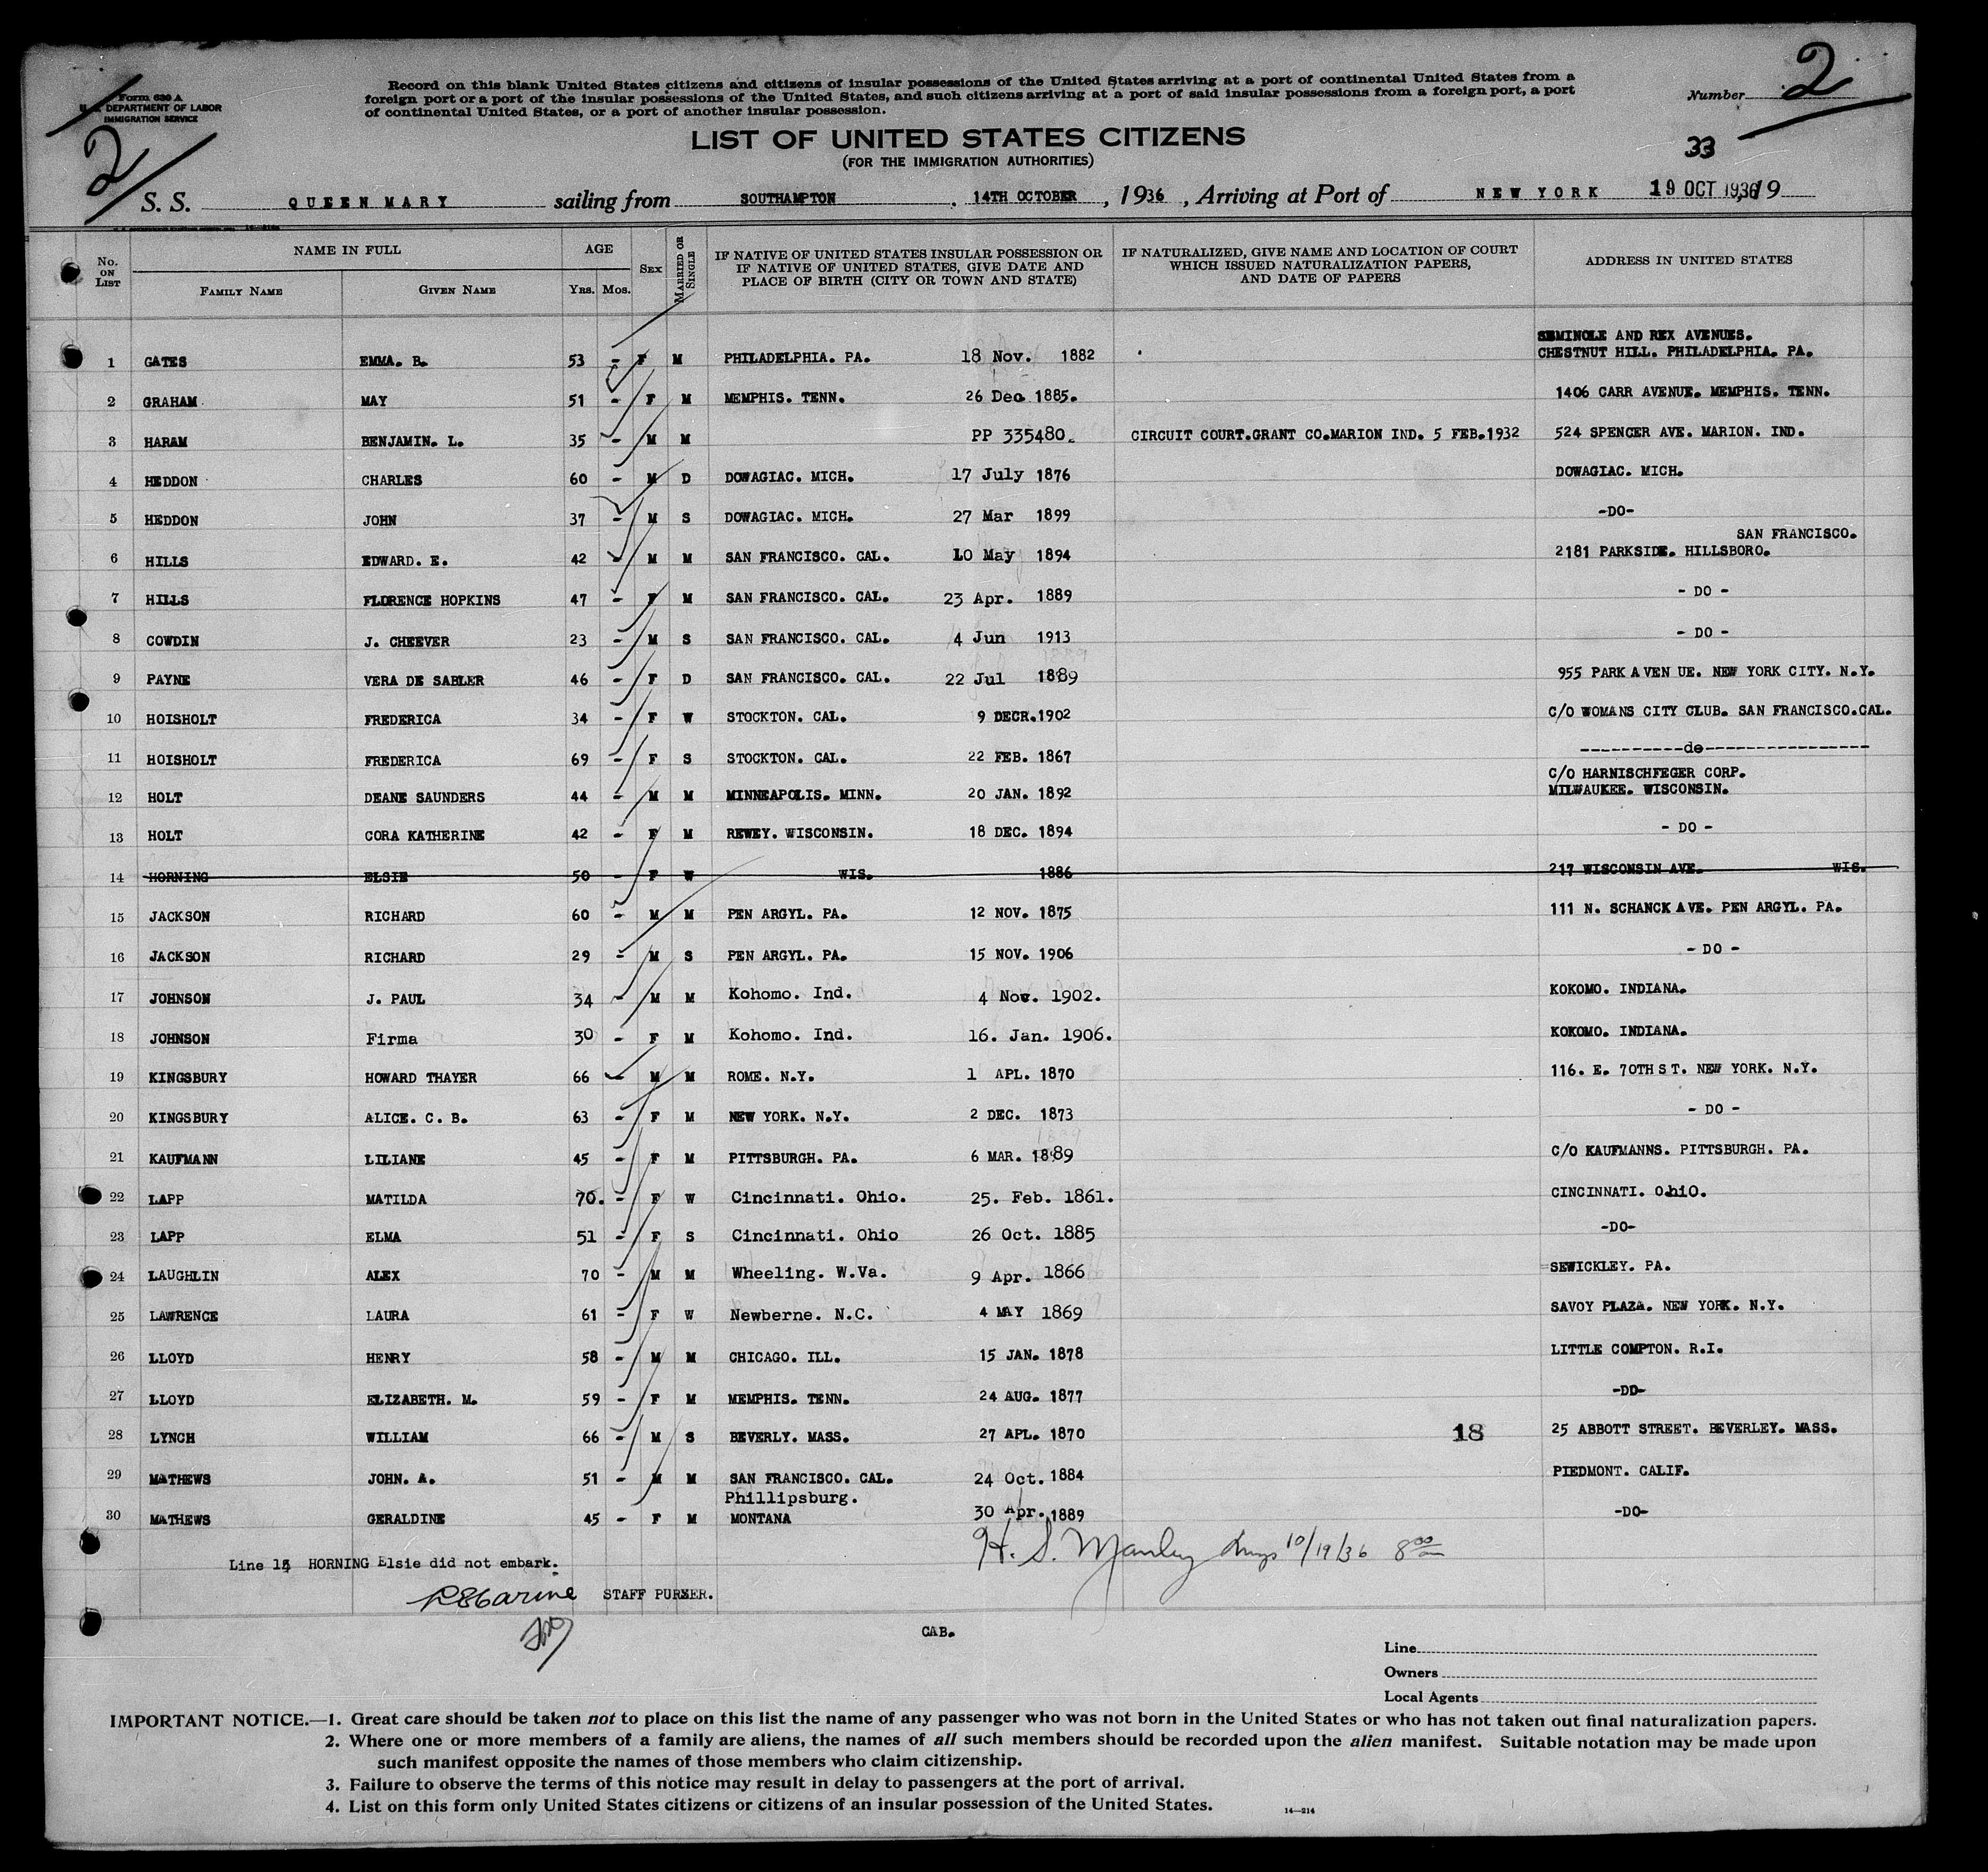 Form 630 A
U. S. DEPARTMENT OF LABOR
IMMIGRATION SERVICE
2
Record on this blank United States citizens and citizens of insular possessions of the United States arriving at a port of continental United States from a
foreign port or a port of the insular possessions of the United States, and such citizens arriving at a port of said insular possessions from a foreign port, a port
of continental United States, or a port of another insular possession.
Number 2
LIST OF UNITED STATES CITIZENS
(FOR THE IMMIGRATION AUTHORITIES)
33
S. S. QUEEN MARY sailing from SOUTHAMPTON , 14TH OCTOBER , 1936 , Arriving at Port of NEW YORK 19 OCT 1936 , 19
No. ON LIST NAME IN FULL FAMILY NAME GIVEN NAME AGE YRS. MOS. SEX MARRIED OR SINGLE IF NATIVE OF UNITED STATES INSULAR POSSESSION OR IF NATIVE OF UNITED STATES, GIVE DATE AND PLACE OF BIRTH (CITY OR TOWN AND STATE) IF NATURALIZED, GIVE NAME AND LOCATION OF COURT WHICH ISSUED NATURALIZATION PAPERS, AND DATE OF PAPERS ADDRESS IN UNITED STATES
1 GATES EMMA. B. 53 - F M PHILADELPHIA. PA. 18 Nov. 1882 SEMINOLE AND REX AVENUES. CHESTNUT HILL. PHILADELPHIA. PA.
2 GRAHAM MAY 51 - F M MEMPHIS. TENN. 26 Dec 1885. 1406 CARR AVENUE. MEMPHIS. TENN.
3 HARAM BENJAMIN. L. 35 - M M PP 335480. CIRCUIT COURT.GRANT CO.MARION IND. 5 FEB.1932 524 SPENCER AVE. MARION. IND.
4 HEDDON CHARLES 60 - M D DOWAGIAC. MICH. 17 July 1876 DOWAGIAC. MICH.
5 HEDDON JOHN 37 - M S DOWAGIAC. MICH. 27 Mar 1899 -DO-
6 HILLS EDWARD. E. 42 - M M SAN FRANCISCO. CAL. 10 May 1894 SAN FRANCISCO. 2181 PARKSIDE. HILLSBORO.
7 HILLS FLORENCE HOPKINS 47 - F M SAN FRANCISCO. CAL. 23 Apr. 1889 - DO -
8 COWDIN J. CHEEVER 23 - M S SAN FRANCISCO. CAL. 4 Jun 1913 - DO -
9 PAYNE VERA DE SABLER 46 - F D SAN FRANCISCO. CAL. 22 Jul 1889 955 PARK AVEN UE. NEW YORK CITY. N.Y.
10 HOISHOLT FREDERICA 34 - F W STOCKTON. CAL. 9 DECR.1902 C/O WOMANS CITY CLUB. SAN FRANCISCO.CAL.
11 HOISHOLT FREDERICA 69 - F S STOCKTON. CAL. 22 FEB. 1867 ----------do----------------
12 HOLT DEANE SAUNDERS 44 - M M MINNEAPOLIS. MINN. 20 JAN. 1892 C/O HARNISCHFEGER CORP. MILWAUKEE. WISCONSIN.
13 HOLT CORA KATHERINE 42 - F M REWEY. WISCONSIN. 18 DEC. 1894 - DO -
14 HORNING ELSIE 50 - F W WIS. 1886 217 WISCONSIN AVE. WIS.
15 JACKSON RICHARD 60 - M M PEN ARGYL. PA. 12 NOV. 1875 111 N. SCHANCK AVE. PEN ARGYL. PA.
16 JACKSON RICHARD 29 - M S PEN ARGYL. PA. 15 NOV. 1906 - DO -
17 JOHNSON J. PAUL 34 - M M Kohomo. Ind. 4 Nov. 1902. KOKOMO. INDIANA.
18 JOHNSON Firma 30 - F M Kohomo. Ind. 16. Jan. 1906. KOKOMO. INDIANA.
19 KINGSBURY HOWARD THAYER 66 - M M ROME. N.Y. 1 APL. 1870 116. E. 70TH ST. NEW YORK. N.Y.
20 KINGSBURY ALICE. C. B. 63 - F M NEW YORK. N.Y. 2 DEC. 1873 - DO -
21 KAUFMANN LILIANE 45 - F M PITTSBURGH. PA. 6 MAR. 1889 C/O KAUFMANNS. PITTSBURGH. PA.
22 LAPP MATILDA 70. - F W Cincinnati. Ohio. 25. Feb. 1861. CINCINNATI. OhiO.
23 LAPP ELMA 51 - F S Cincinnati. Ohio 26 Oct. 1885 -DO-
24 LAUGHLIN ALEX 70 - M M Wheeling. W.Va. 9 Apr. 1866 SEWICKLEY. PA.
25 LAWRENCE LAURA 61 - F W Newberne. N.C. 4 MAY 1869 SAVOY PLAZA. NEW YORK. N.Y.
26 LLOYD HENRY 58 - M M CHICAGO. ILL. 15 JAN. 1878 LITTLE COMPTON. R.I.
27 LLOYD ELIZABETH. M. 59 - F M MEMPHIS. TENN. 24 AUG. 1877 -DO-
28 LYNCH WILLIAM 66 - M S BEVERLY. MASS. 27 APL. 1870 18 25 ABBOTT STREET. BEVERLEY. MASS.
29 MATHEWS JOHN. A. 51 - M M SAN FRANCISCO. CAL. 24 Oct. 1884 PIEDMONT. CALIF.
30 MATHEWS GERALDINE 45 - F M Phillipsburg. MONTANA 30 Apr. 1889 -DO-
H. S. Manley 10/19/36 8 00
Line 14 HORNING Elsie did not embark.
STAFF PURSER.
CAB.
Line
Owners
Local Agents
IMPORTANT NOTICE.—1. Great care should be taken not to place on this list the name of any passenger who was not born in the United States or who has not taken out final naturalization papers.
2. Where one or more members of a family are aliens, the names of all such members should be recorded upon the alien manifest. Suitable notation may be made upon
such manifest opposite the names of those members who claim citizenship.
3. Failure to observe the terms of this notice may result in delay to passengers at the port of arrival.
4. List on this form only United States citizens or citizens of an insular possession of the United States.
14—214